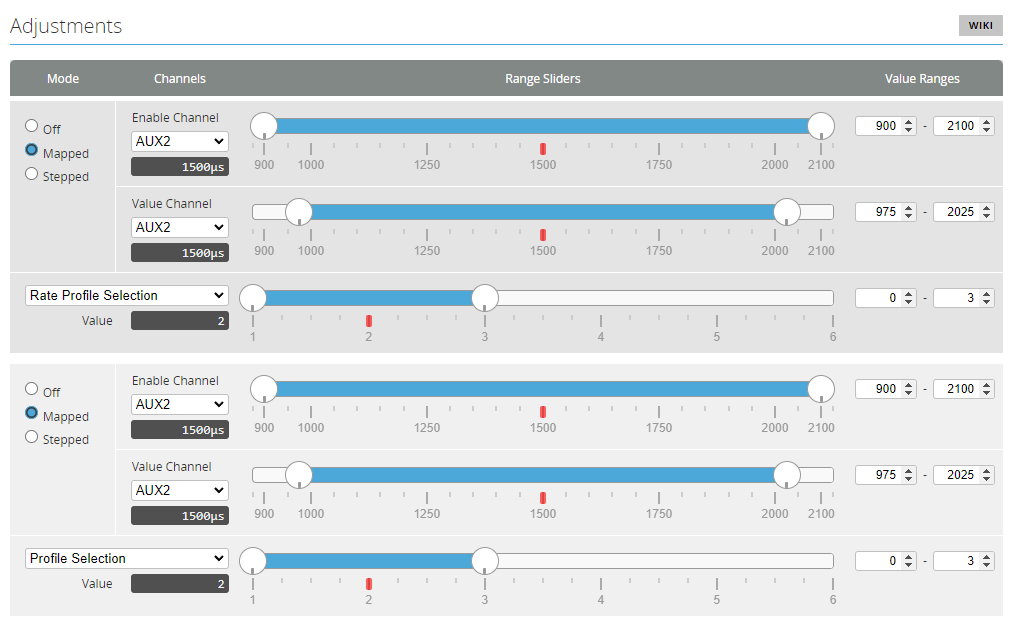 Adjustments
WIKI
Mode Channels Range Sliders Value Ranges
Off
Mapped
Stepped
Enable Channel
AUX2
1500μs
900 1000 1250 1500 1750 2000 2100
900 - 2100
Value Channel
AUX2
1500μs
900 1000 1250 1500 1750 2000 2100
975 - 2025
Rate Profile Selection
Value 2
1 2 3 4 5 6
0 - 3
Off
Mapped
Stepped
Enable Channel
AUX2
1500μs
900 1000 1250 1500 1750 2000 2100
900 - 2100
Value Channel
AUX2
1500μs
900 1000 1250 1500 1750 2000 2100
975 - 2025
Profile Selection
Value 2
1 2 3 4 5 6
0 - 3